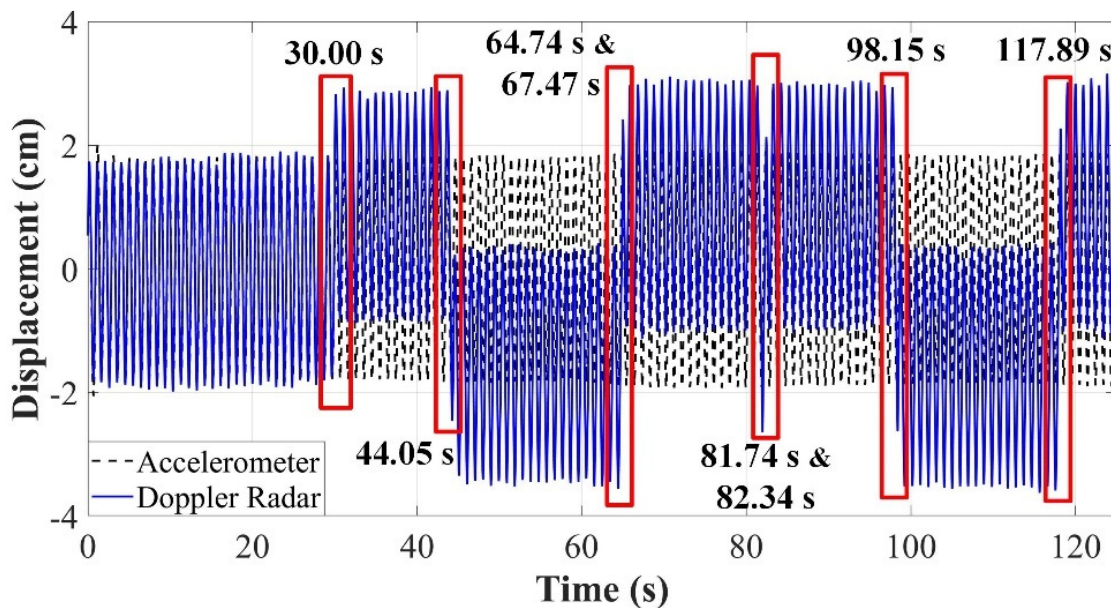 4
2
0
-2
-4
Displacement (cm)
30.00 s
64.74 s &
67.47 s
98.15 s
117.89 s
44.05 s
81.74 s &
82.34 s
Accelerometer
Doppler Radar
0
20
40
60
80
100
120
Time (s)